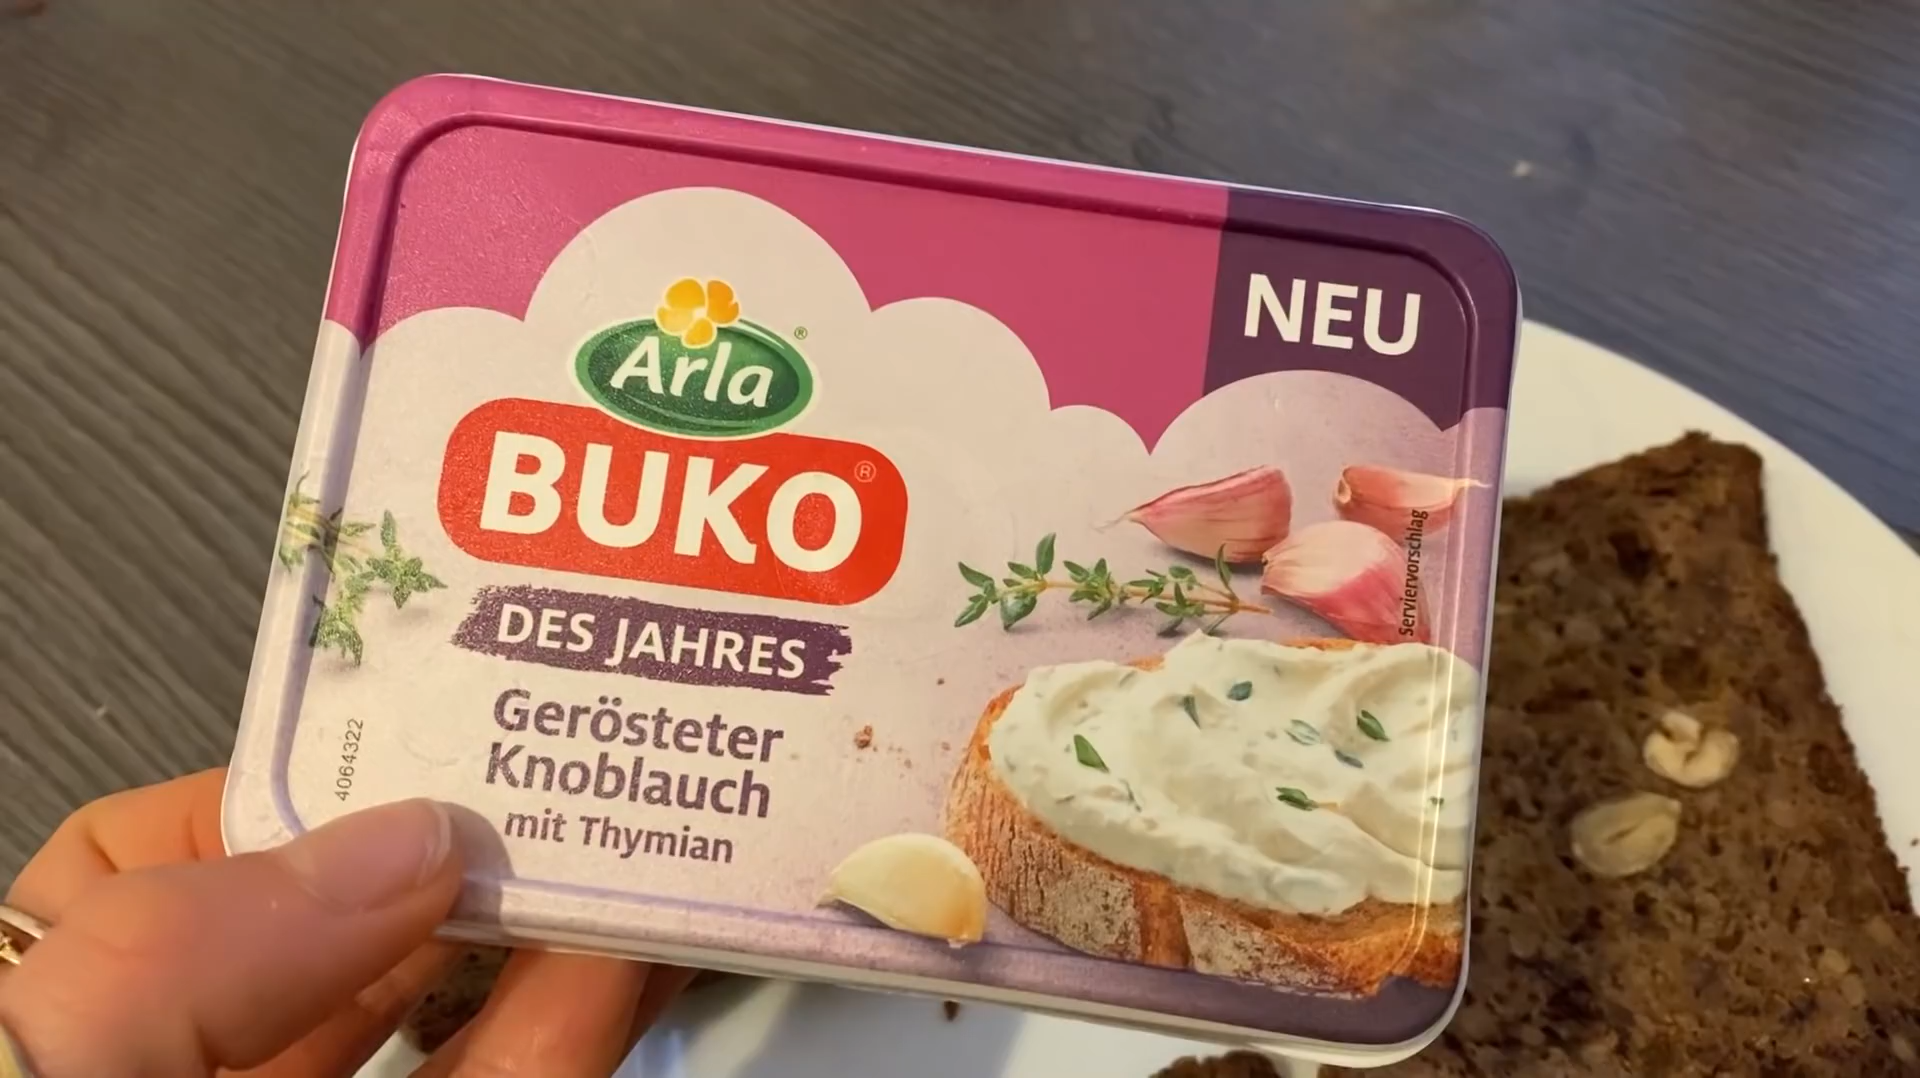 NEU
Arla®
BUKO®
DES JAHRES
Gerösteter
Knoblauch
mit Thymian
Serviervorschlag
4064322